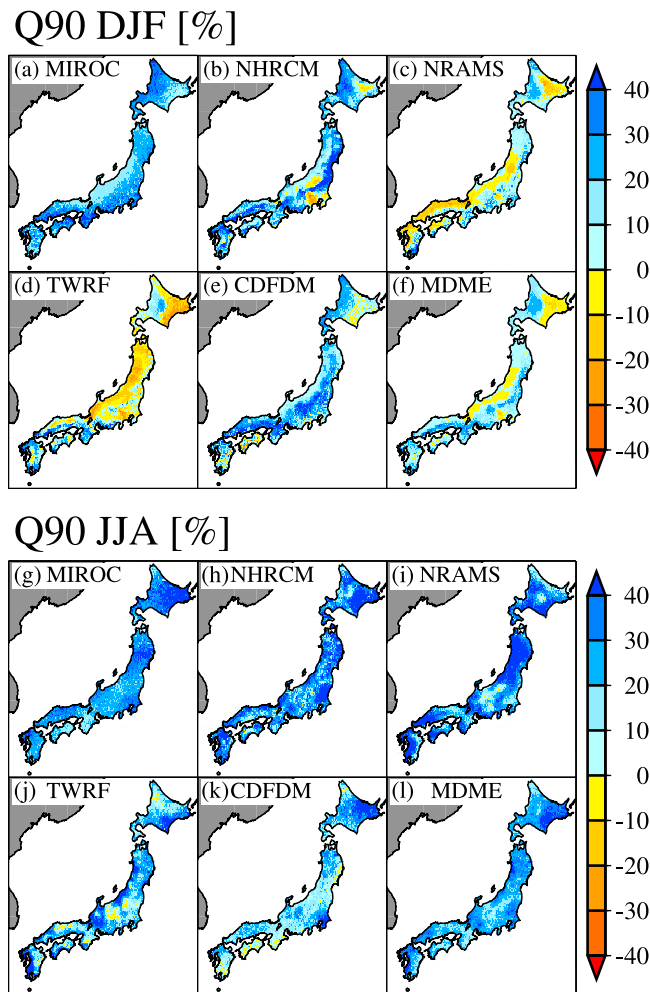 Q90 DJF [%]
(a) MIROC
(b) NHRCM
(c) NRAMS
(d) TWRF
(e) CDFDM
(f) MDME
40
30
20
10
0
-10
-20
-30
-40
Q90 JJA [%]
(g) MIROC
(h) NHRCM
(i) NRAMS
(j) TWRF
(k) CDFDM
(l) MDME
40
30
20
10
0
-10
-20
-30
-40